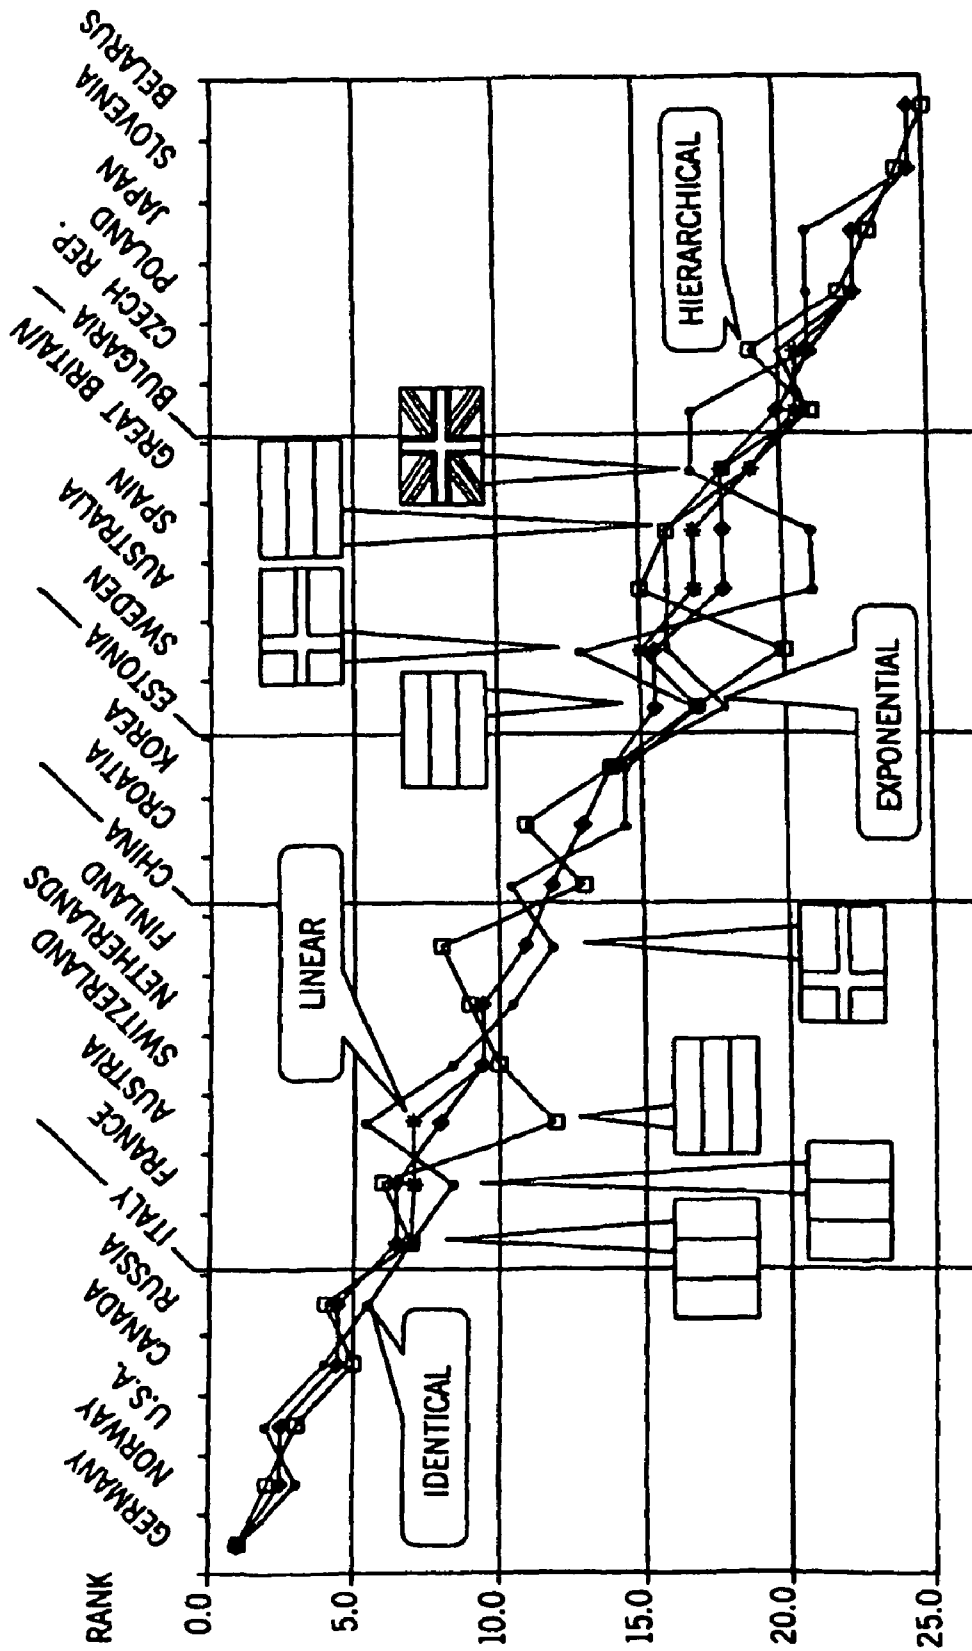 RANK
GERMANY
NORWAY
U.S.A.
CANADA
RUSSIA
ITALY
FRANCE
AUSTRIA
SWITZERLAND
NETHERLANDS
FINLAND
CHINA
CROATIA
KOREA
ESTONIA
SWEDEN
AUSTRALIA
SPAIN
GREAT BRITAIN
BULGARIA
CZECH REP.
POLAND
JAPAN
SLOVENIA
BELARUS
0.0
5.0
10.0
15.0
20.0
25.0
IDENTICAL
LINEAR
EXPONENTIAL
HIERARCHICAL